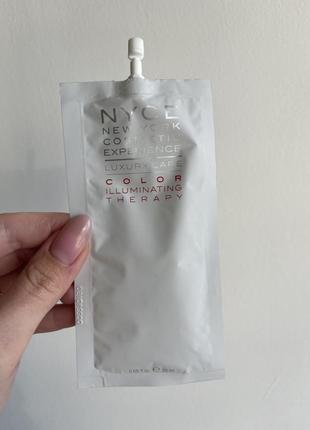 NYCE
NEW YORK
COSMETIC
EXPERIENCE
LUXURY CARE
COLOR
ILLUMINATING
THERAPY